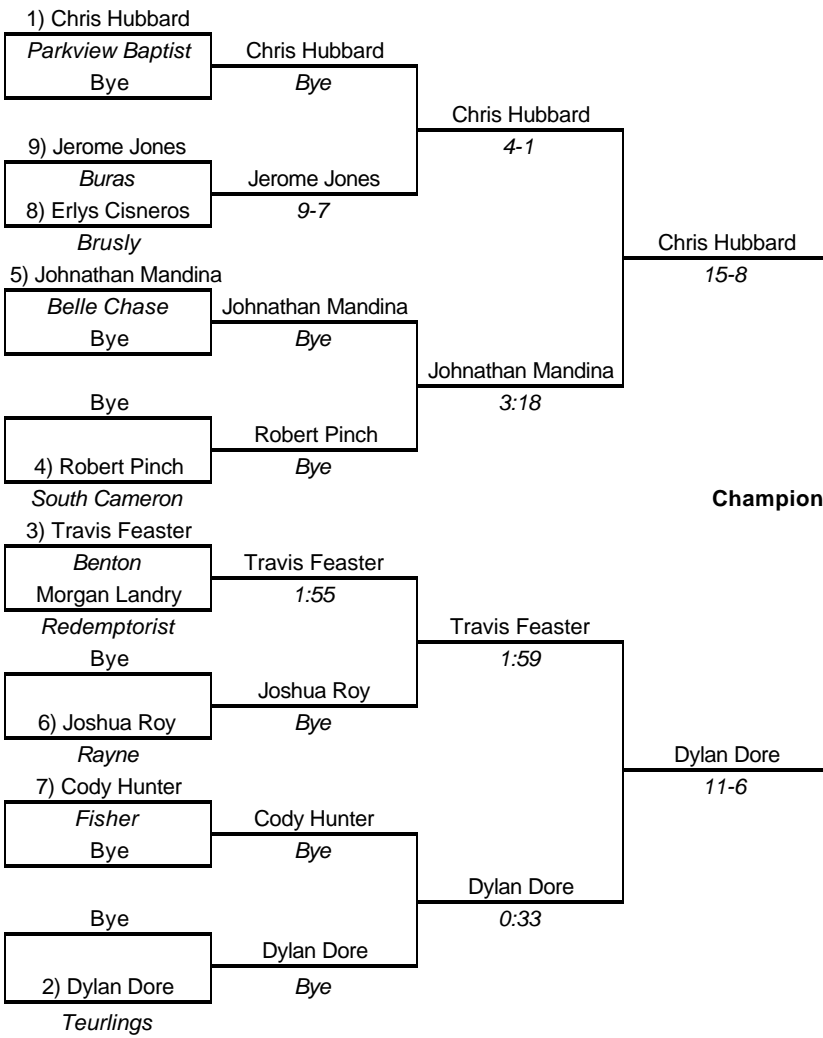 1) Chris Hubbard
Parkview Baptist
Chris Hubbard
Bye
Bye
Chris Hubbard
4-1
9) Jerome Jones
Buras
Jerome Jones
8) Erlys Cisneros
9-7
Brusly
Chris Hubbard
15-8
5) Johnathan Mandina
Belle Chase
Johnathan Mandina
Bye
Bye
Johnathan Mandina
3:18
Bye
Robert Pinch
4) Robert Pinch
Bye
South Cameron
Champion
3) Travis Feaster
Benton
Travis Feaster
Morgan Landry
1:55
Redemptorist
Travis Feaster
1:59
Bye
Joshua Roy
6) Joshua Roy
Bye
Rayne
Dylan Dore
11-6
7) Cody Hunter
Fisher
Cody Hunter
Bye
Bye
Dylan Dore
0:33
Bye
Dylan Dore
2) Dylan Dore
Bye
Teurlings